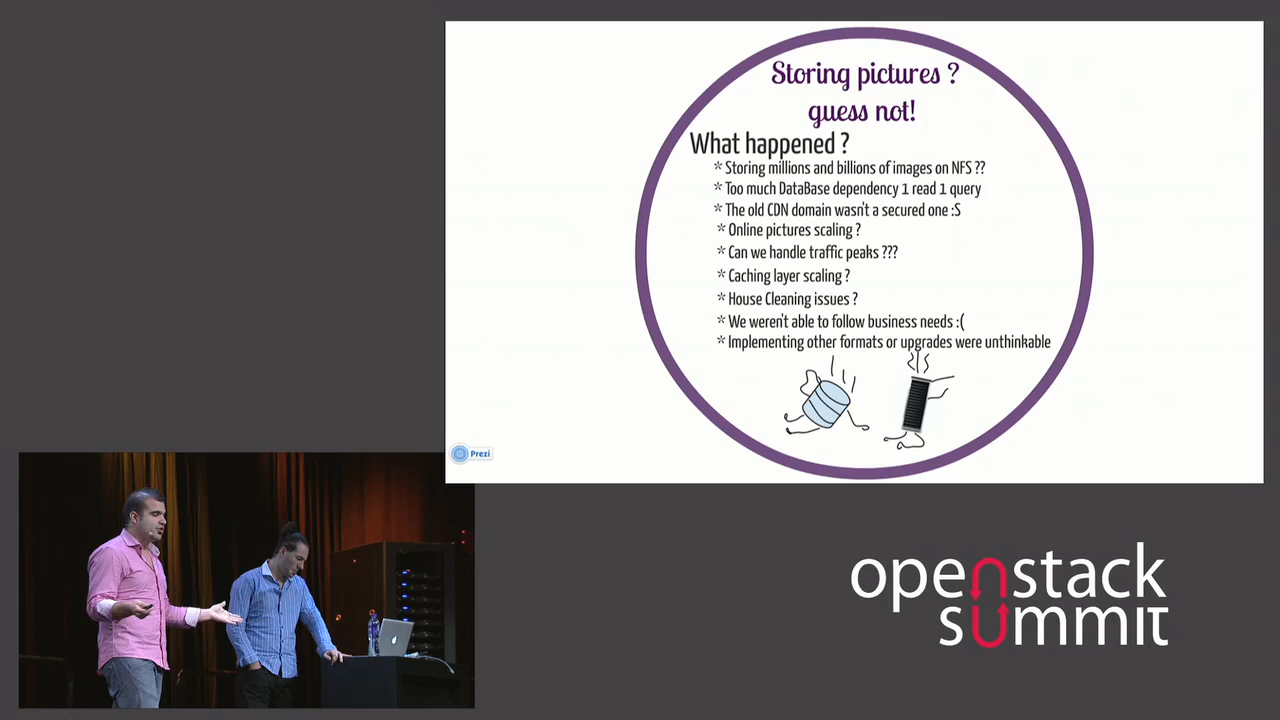 Storing pictures ?
guess not!
What happened ?
* Storing millions and billions of images on NFS ??
* Too much DataBase dependency 1 read 1 query
* The old CDN domain wasn't a secured one :S
* Online pictures scaling ?
* Can we handle traffic peaks ???
* Caching layer scaling ?
* House Cleaning issues ?
* We weren't able to follow business needs :(
* Implementing other formats or upgrades were unthinkable
Prezi
openstack
summit